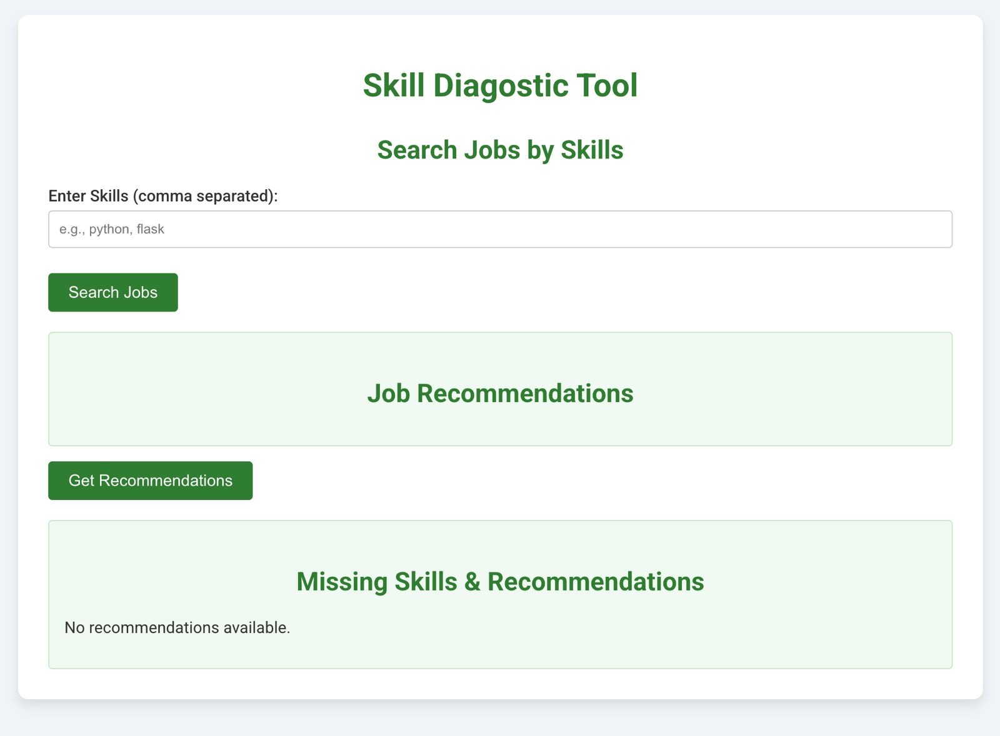 Skill Diagostic Tool
Search Jobs by Skills
Enter Skills (comma separated):
e.g., python, flask
Search Jobs
Job Recommendations
Get Recommendations
Missing Skills & Recommendations
No recommendations available.